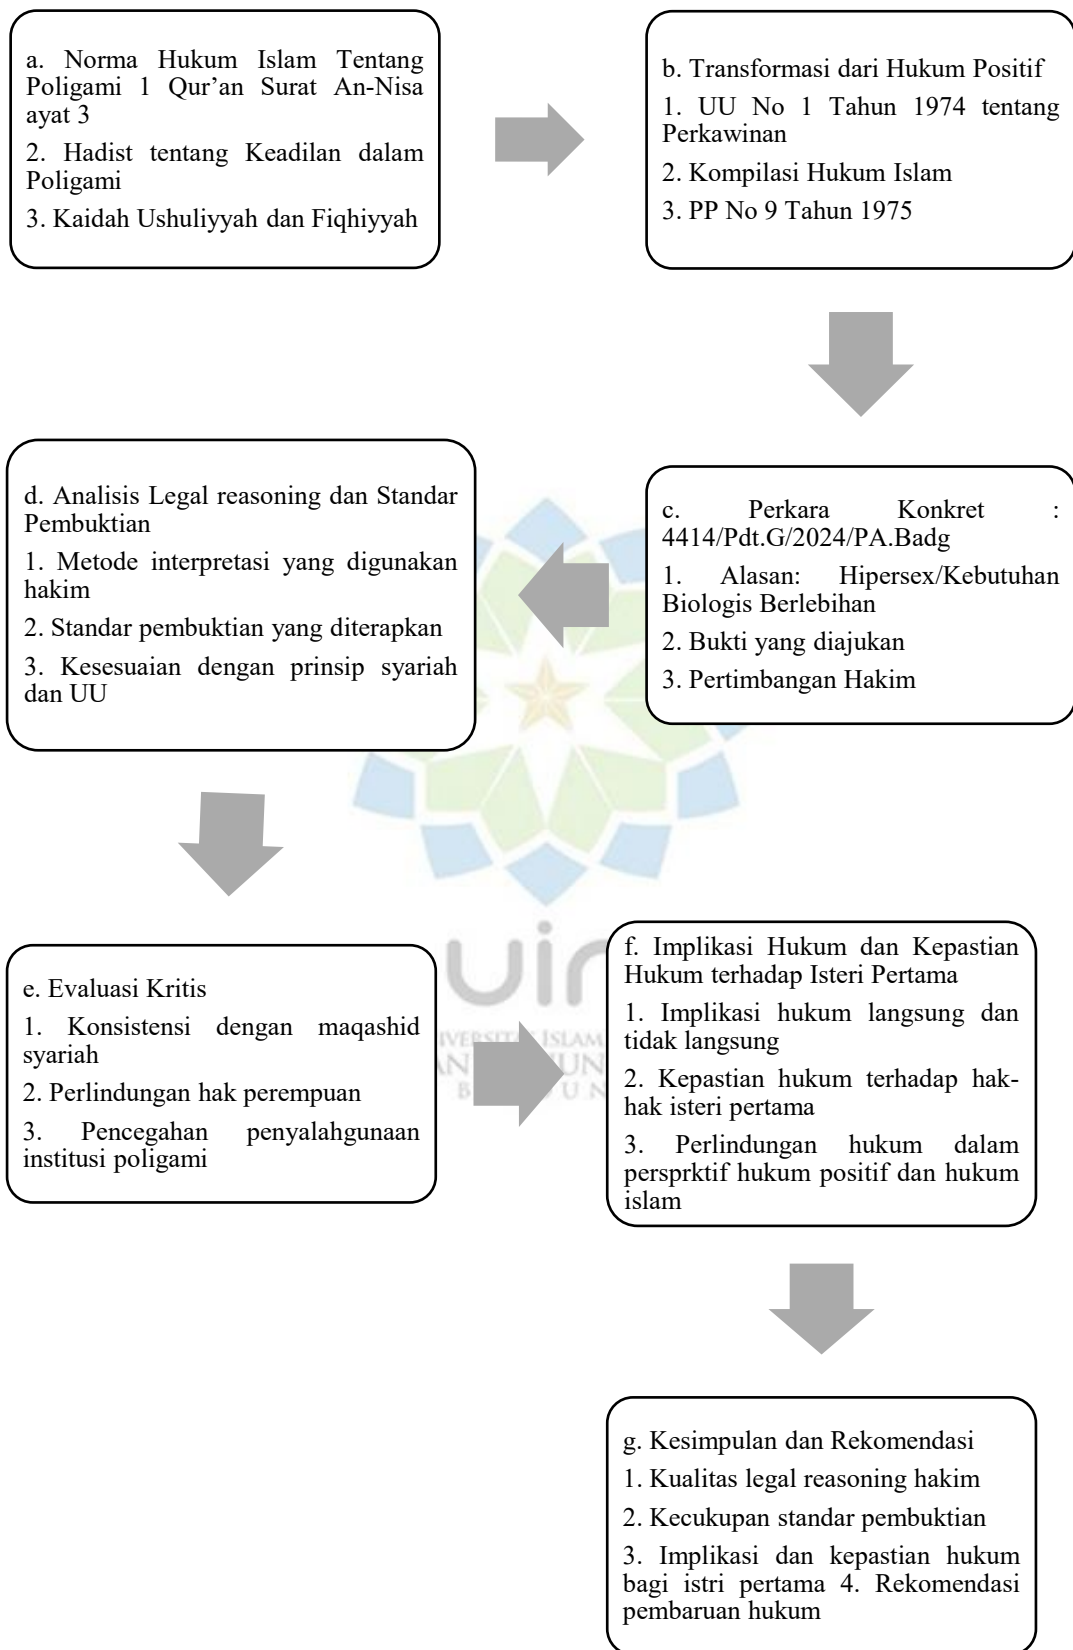 a. Norma Hukum Islam Tentang
Poligami 1 Qur’an Surat An-Nisa
ayat 3
2. Hadist tentang Keadilan dalam
Poligami
3. Kaidah Ushuliyyah dan Fiqhiyyah
b. Transformasi dari Hukum Positif
1. UU No 1 Tahun 1974 tentang
Perkawinan
2. Kompilasi Hukum Islam
3. PP No 9 Tahun 1975
c. Perkara Konkret :
4414/Pdt.G/2024/PA.Badg
1. Alasan: Hipersex/Kebutuhan
Biologis Berlebihan
2. Bukti yang diajukan
3. Pertimbangan Hakim
d. Analisis Legal reasoning dan Standar
Pembuktian
1. Metode interpretasi yang digunakan
hakim
2. Standar pembuktian yang diterapkan
3. Kesesuaian dengan prinsip syariah
dan UU
e. Evaluasi Kritis
1. Konsistensi dengan maqashid
syariah
2. Perlindungan hak perempuan
3. Pencegahan penyalahgunaan
institusi poligami
f. Implikasi Hukum dan Kepastian
Hukum terhadap Isteri Pertama
1. Implikasi hukum langsung dan
tidak langsung
2. Kepastian hukum terhadap hak-
hak isteri pertama
3. Perlindungan hukum dalam
persprktif hukum positif dan hukum
islam
uin
ISLAM
g. Kesimpulan dan Rekomendasi
1. Kualitas legal reasoning hakim
2. Kecukupan standar pembuktian
3. Implikasi dan kepastian hukum
bagi istri pertama 4. Rekomendasi
pembaruan hukum